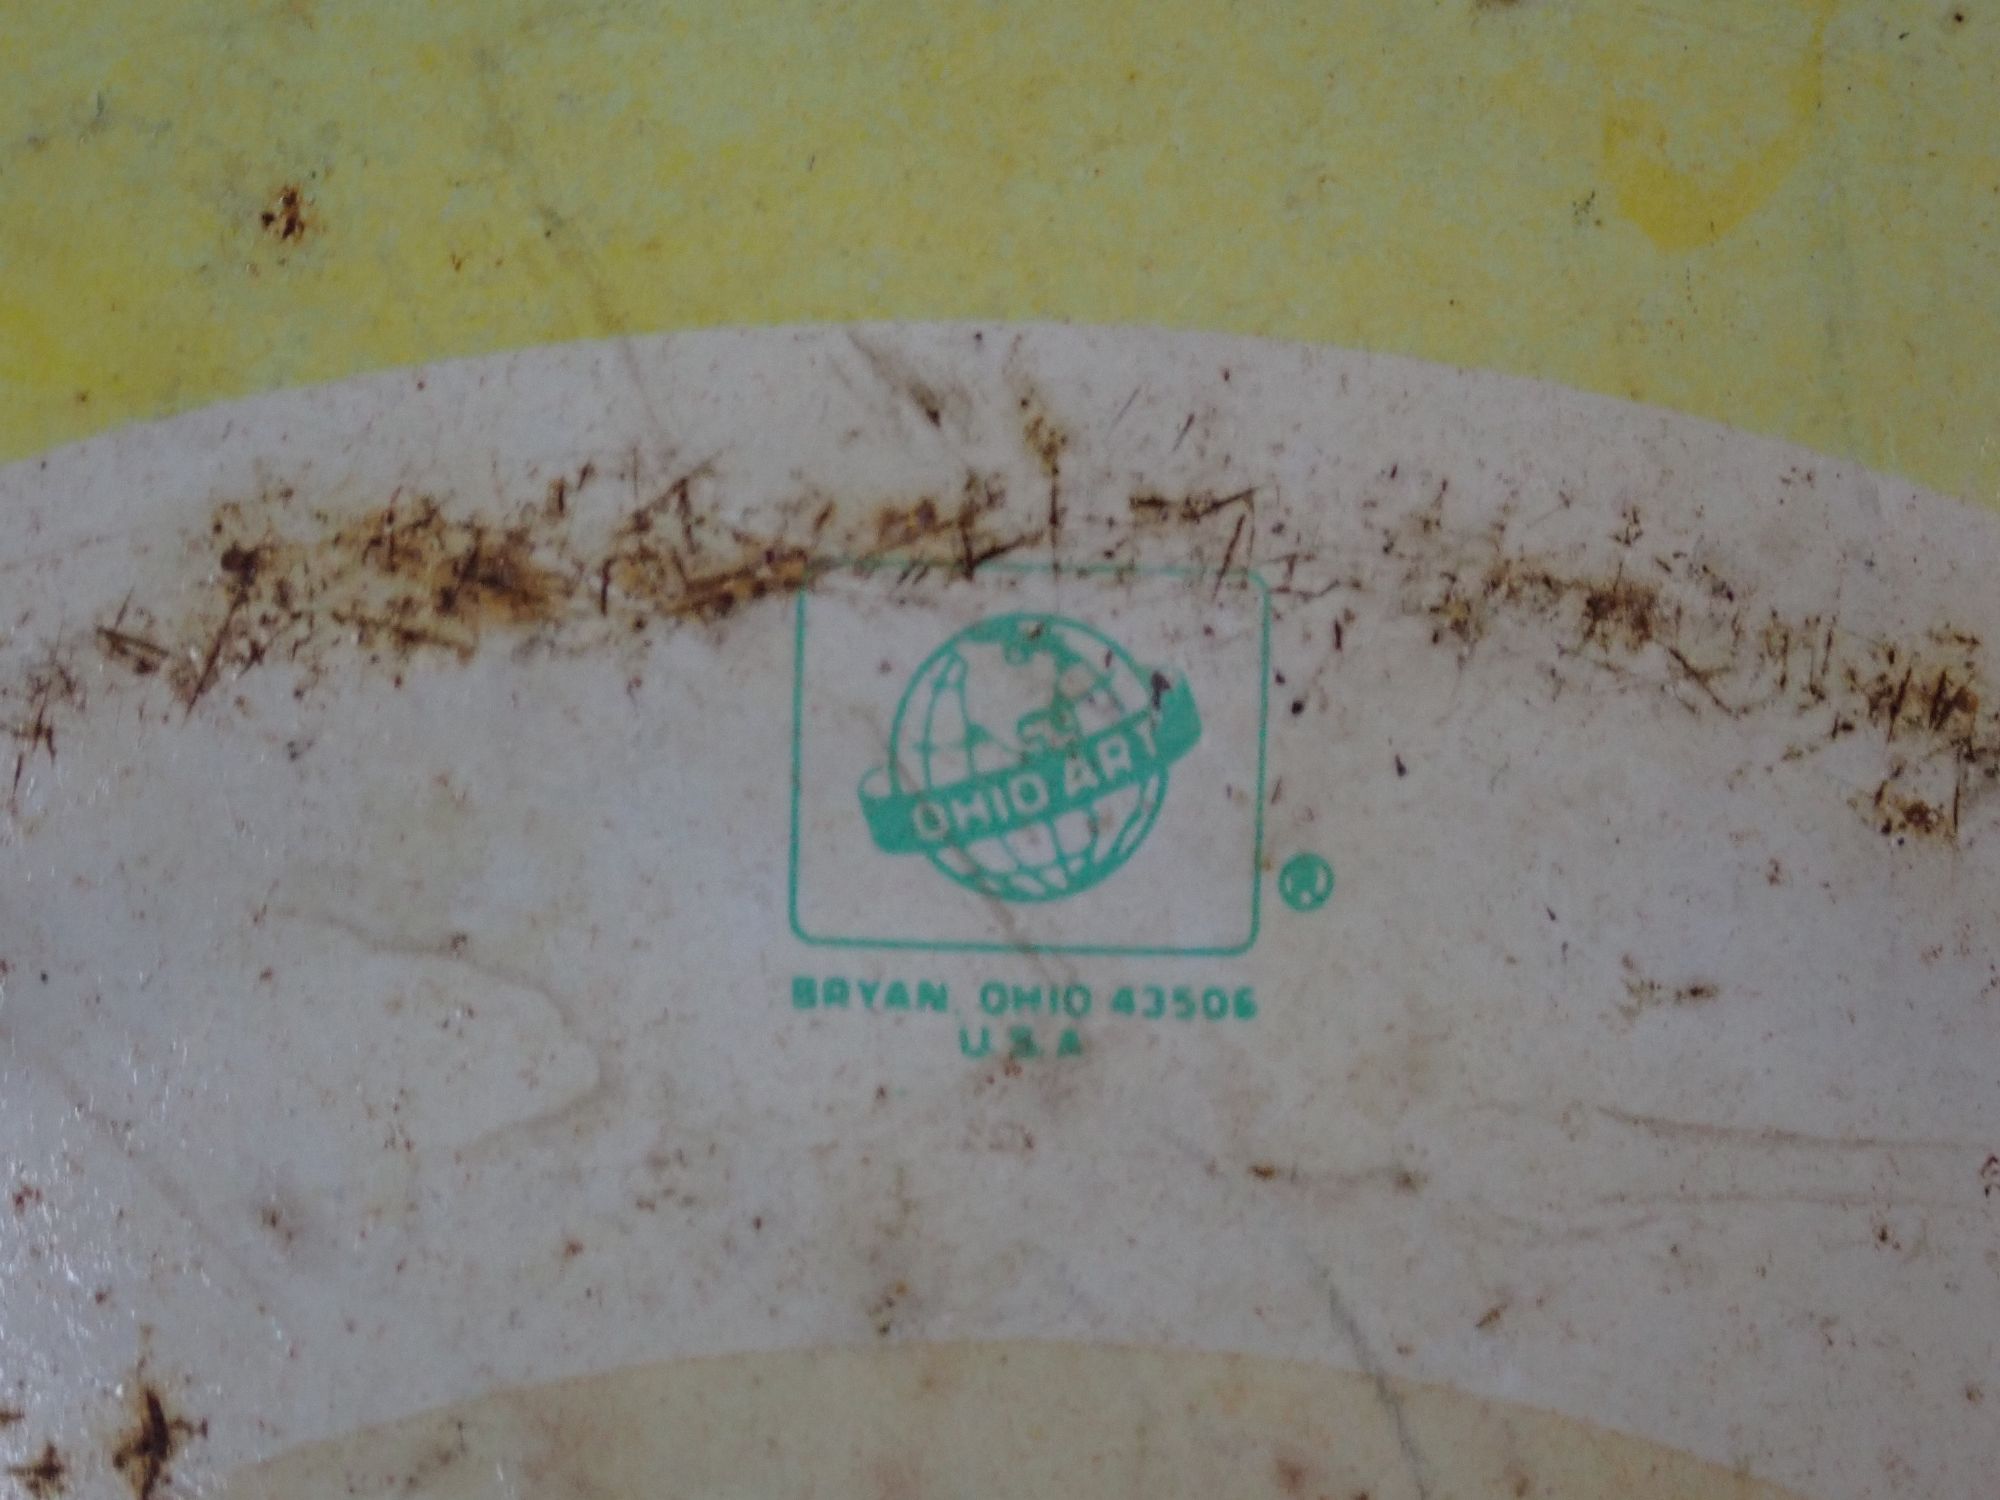 OHIO ART
®
BRYAN, OHIO 43506
U.S.A